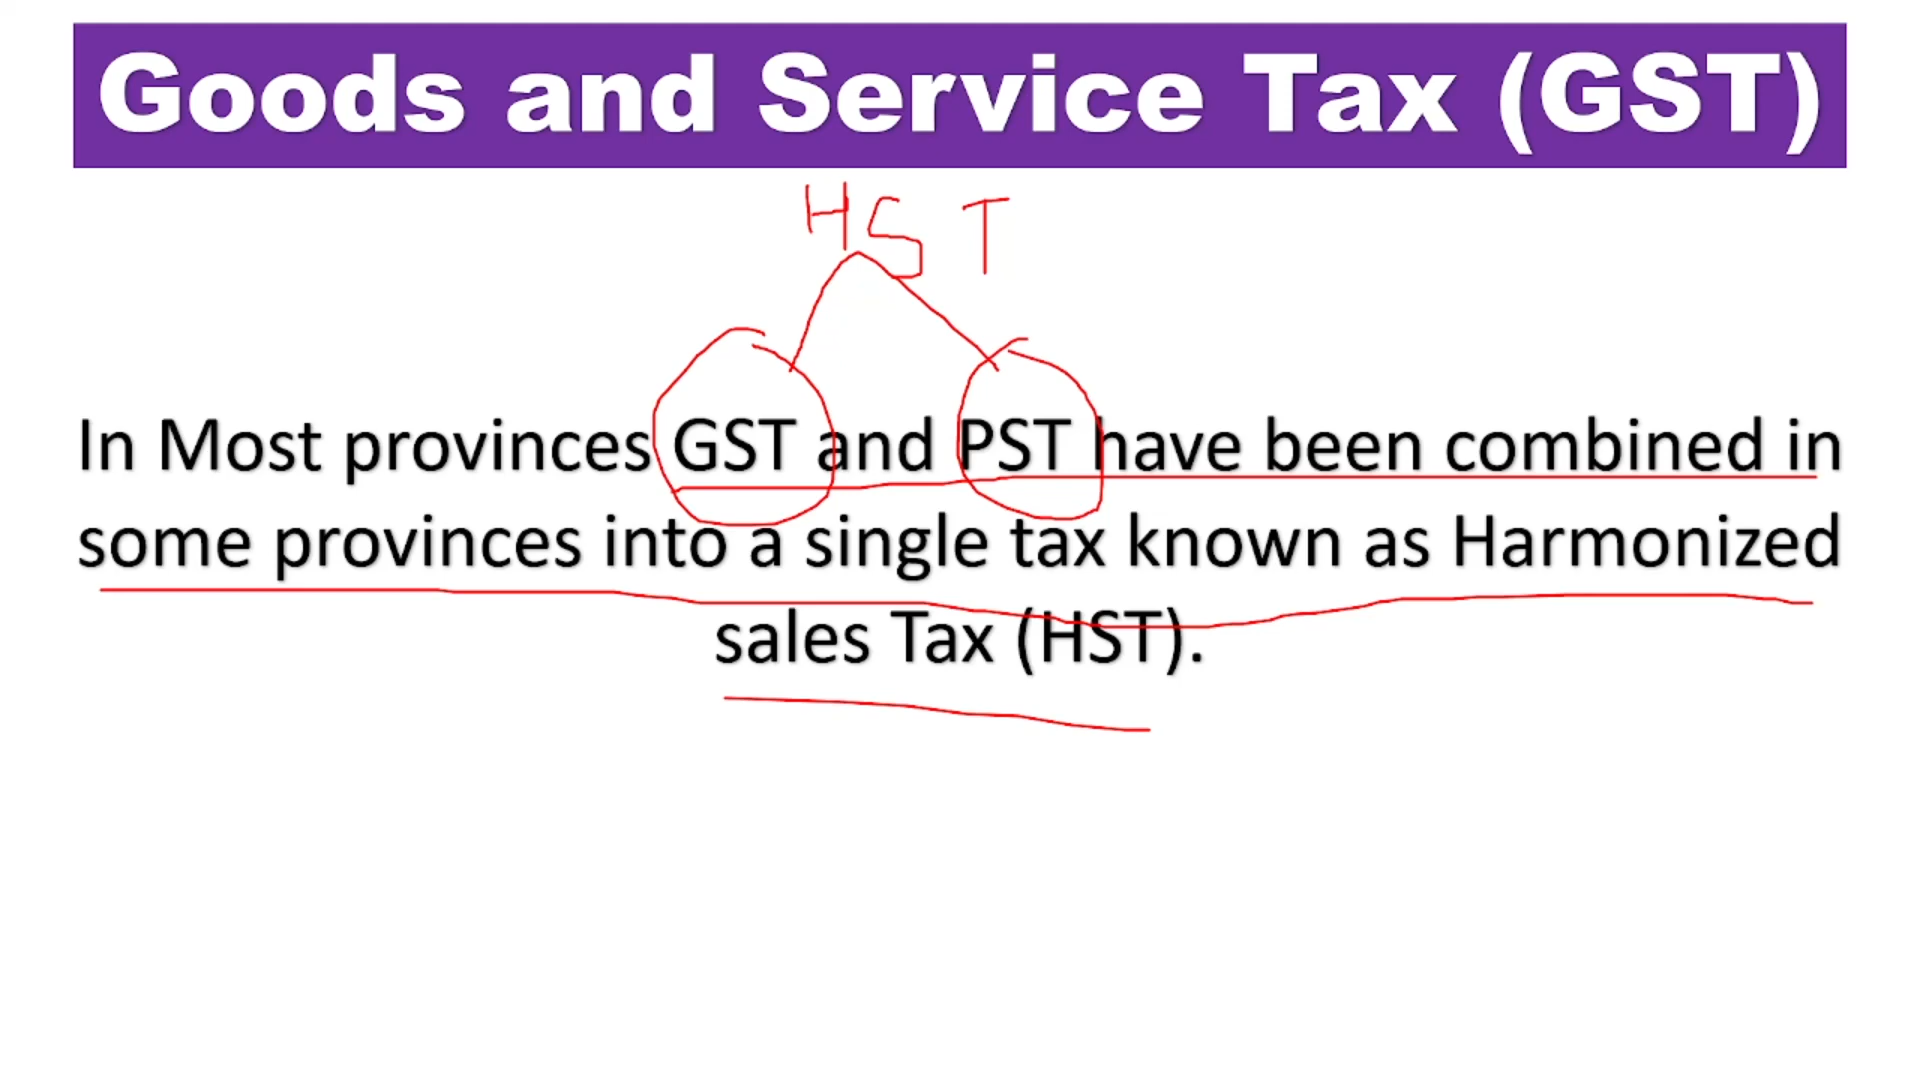 Goods and Service Tax (GST)
HST
In Most provinces GST and PST have been combined in
some provinces into a single tax known as Harmonized
sales Tax (HST).